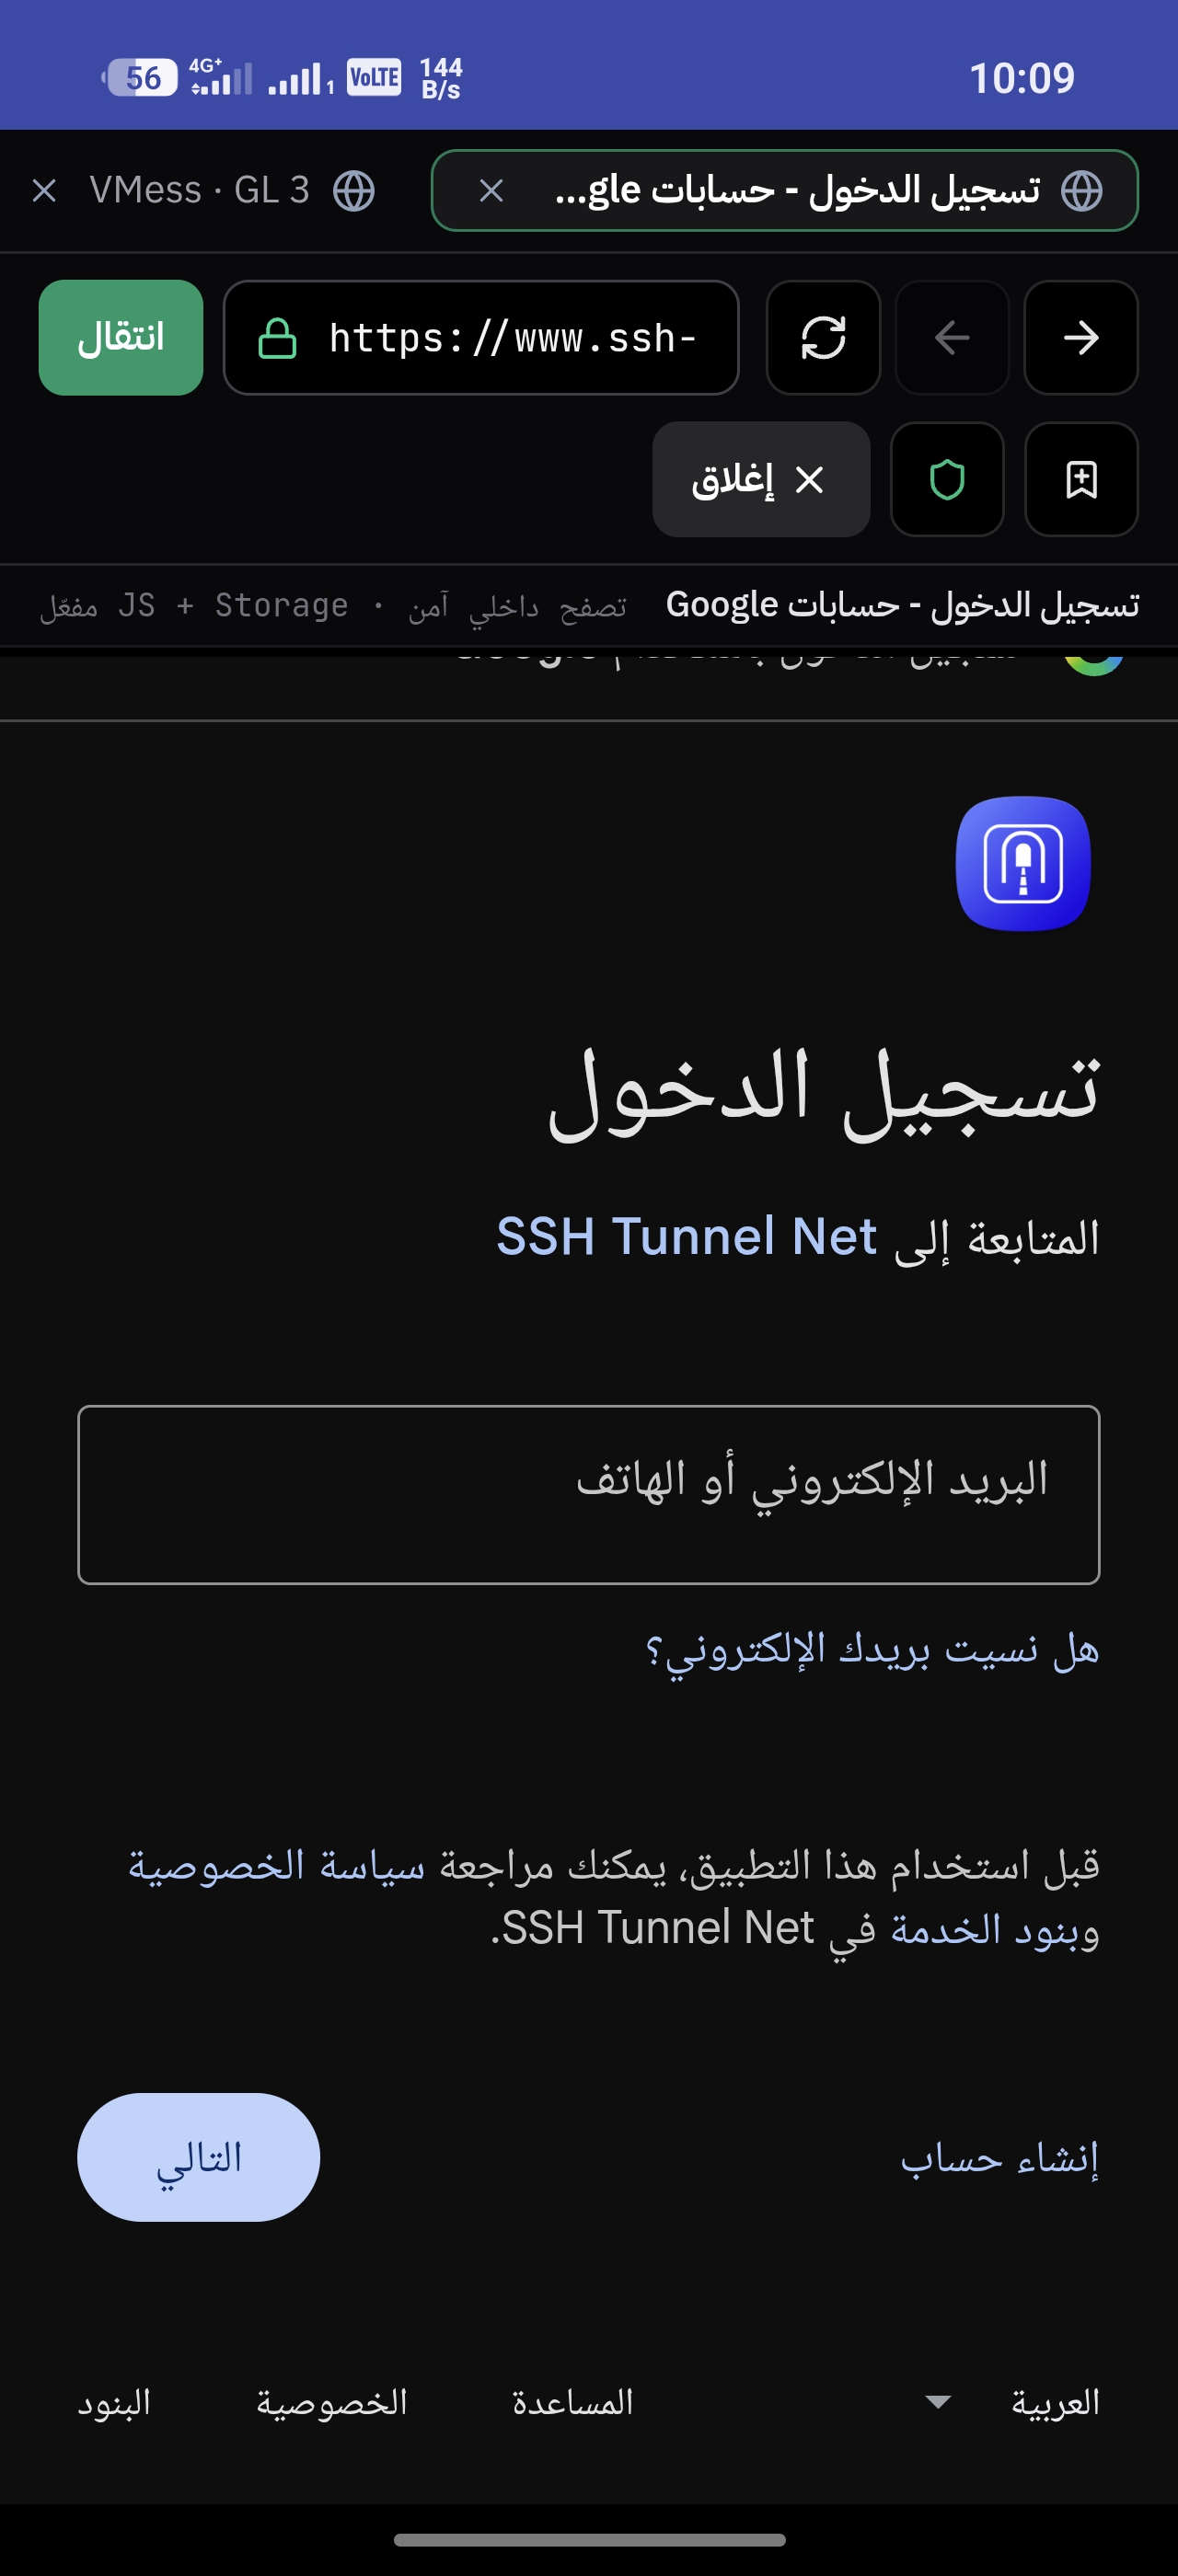 56 4G+ 1 VoLTE 144 B/s 10:09
تسجيل الدخول - حسابات gle...
VMess · GL 3
https://www.ssh-
انتقال
إغلاق
تسجيل الدخول - حسابات Google
تصفح داخلي آمن · JS + Storage مفعّل
تسجيل الدخول
المتابعة إلى SSH Tunnel Net
البريد الإلكتروني أو الهاتف
هل نسيت بريدك الإلكتروني؟
قبل استخدام هذا التطبيق، يمكنك مراجعة سياسة الخصوصية
وبنود الخدمة في SSH Tunnel Net.
إنشاء حساب
التالي
العربية
المساعدة
الخصوصية
البنود